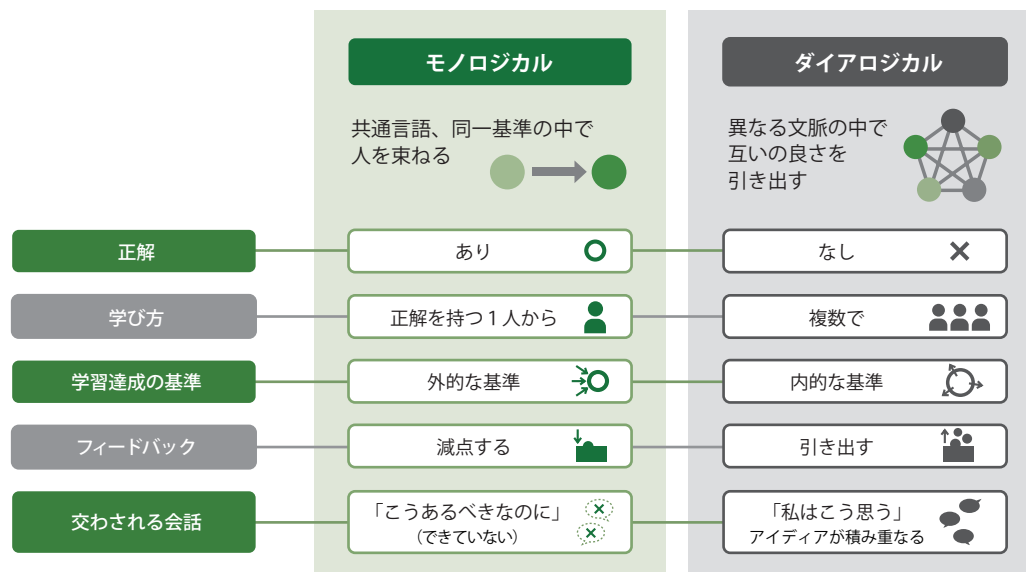 モノロジカル
ダイアロジカル
共通言語、同一基準の中で
人を束ねる
異なる文脈の中で
互いの良さを
引き出す
正解
あり
なし
学び方
正解を持つ1人から
複数で
学習達成の基準
外的な基準
内的な基準
フィードバック
減点する
引き出す
交わされる会話
「こうあるべきなのに」
（できていない）
「私はこう思う」
アイディアが積み重なる